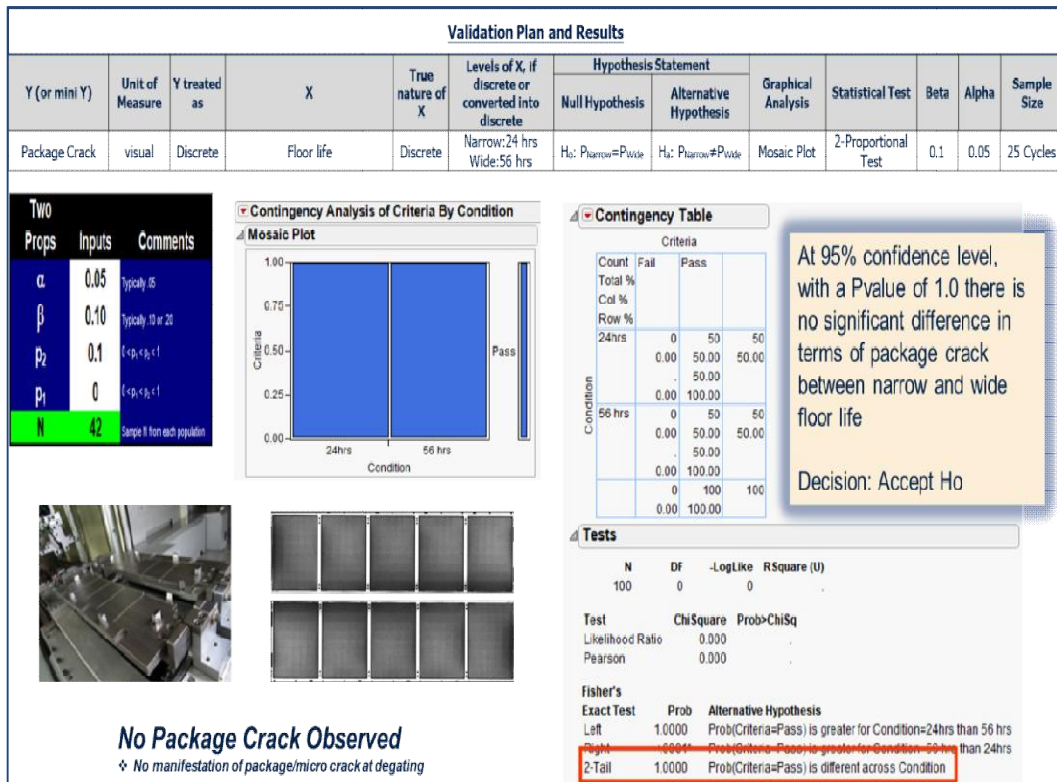 Validation Plan and Results
Y (or mini Y)
Unit of Measure
Y treated as
X
True nature of X
Levels of X, if discrete or converted into discrete
Hypothesis Statement
Null Hypothesis
Alternative Hypothesis
Graphical Analysis
Statistical Test
Beta
Alpha
Sample Size
Package Crack
visual
Discrete
Floor life
Discrete
Narrow:24 hrs
Wide:56 hrs
H₀: PNarrow=PWide
Hₐ: PNarrow≠PWide
Mosaic Plot
2-Proportional Test
0.1
0.05
25 Cycles
Two Props Inputs Comments
α 0.05 Typically .05
β 0.10 Typically .10 or .20
p₂ 0.1 0 < p₁ < p₂ < 1
p₁ 0 0 < p₁ < p₂ < 1
N 42 Sample N from each population
Contingency Analysis of Criteria By Condition
Mosaic Plot
1.00
0.75
0.50
0.25
0.00
Criteria
Pass
24hrs 56 hrs
Condition
Contingency Table
Criteria
Condition
Count Fail Pass
Total %
Col %
Row %
24hrs 0 50 50
0.00 50.00 50.00
. 50.00
0.00 100.00
56 hrs 0 50 50
0.00 50.00 50.00
. 50.00
0.00 100.00
0 100 100
0.00 100.00
At 95% confidence level,
with a Pvalue of 1.0 there is
no significant difference in
terms of package crack
between narrow and wide
floor life
Decision: Accept Ho
Tests
N DF -LogLike RSquare (U)
100 0 0 .
Test ChiSquare Prob>ChiSq
Likelihood Ratio 0.000 .
Pearson 0.000 .
Fisher's
Exact Test Prob Alternative Hypothesis
Left 1.0000 Prob(Criteria=Pass) is greater for Condition=24hrs than 56 hrs
Right Prob(Criteria=Pass) is greater for Condition=56 hrs than 24hrs
2-Tail 1.0000 Prob(Criteria=Pass) is different across Condition
No Package Crack Observed
❖ No manifestation of package/micro crack at degating